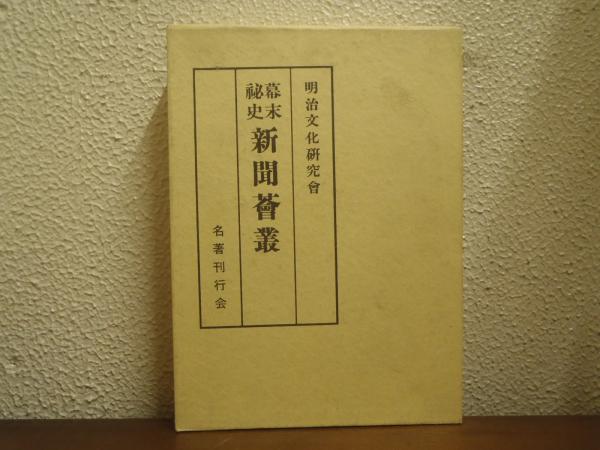 明治文化研究會
幕末
祕史
新聞薈叢
名著刊行会